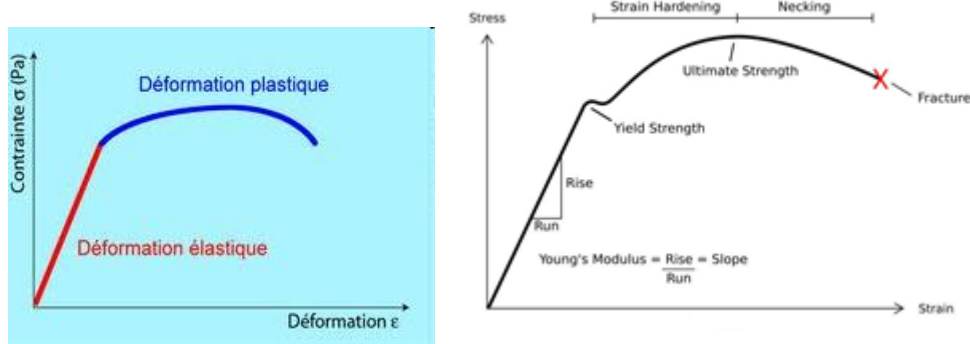 Contrainte σ (Pa)
Déformation plastique
Déformation élastique
Déformation ε
Stress
Strain Hardening
Necking
Ultimate Strength
Fracture
Yield Strength
Rise
Run
Young's Modulus = Rise = Slope
Run
Strain